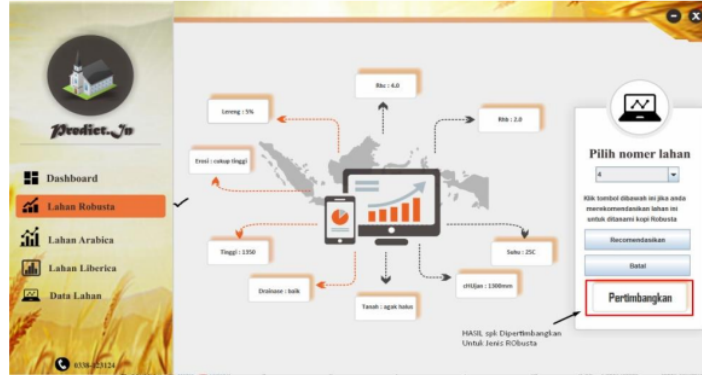 Predict_In
Dashboard
Lahan Robusta
Lahan Arabica
Lahan Liberica
Data Lahan
0338-123124
Rbc : 4.0
Lereng : 5%
Rhb : 2.0
Erosi : cukup tinggi
Tinggi : 1350
Suhu : 25C
Drainase : baik
cHUjan : 1300mm
Tanah : agak halus
Pilih nomer lahan
4
Klik tombol dibawah ini jika anda
merekomendasikan lahan ini
untuk ditanami kopi Robusta
Recomendasikan
Batal
Pertimbangkan
HASIL spk Dipertimbangkan
Untuk Jenis RObusta